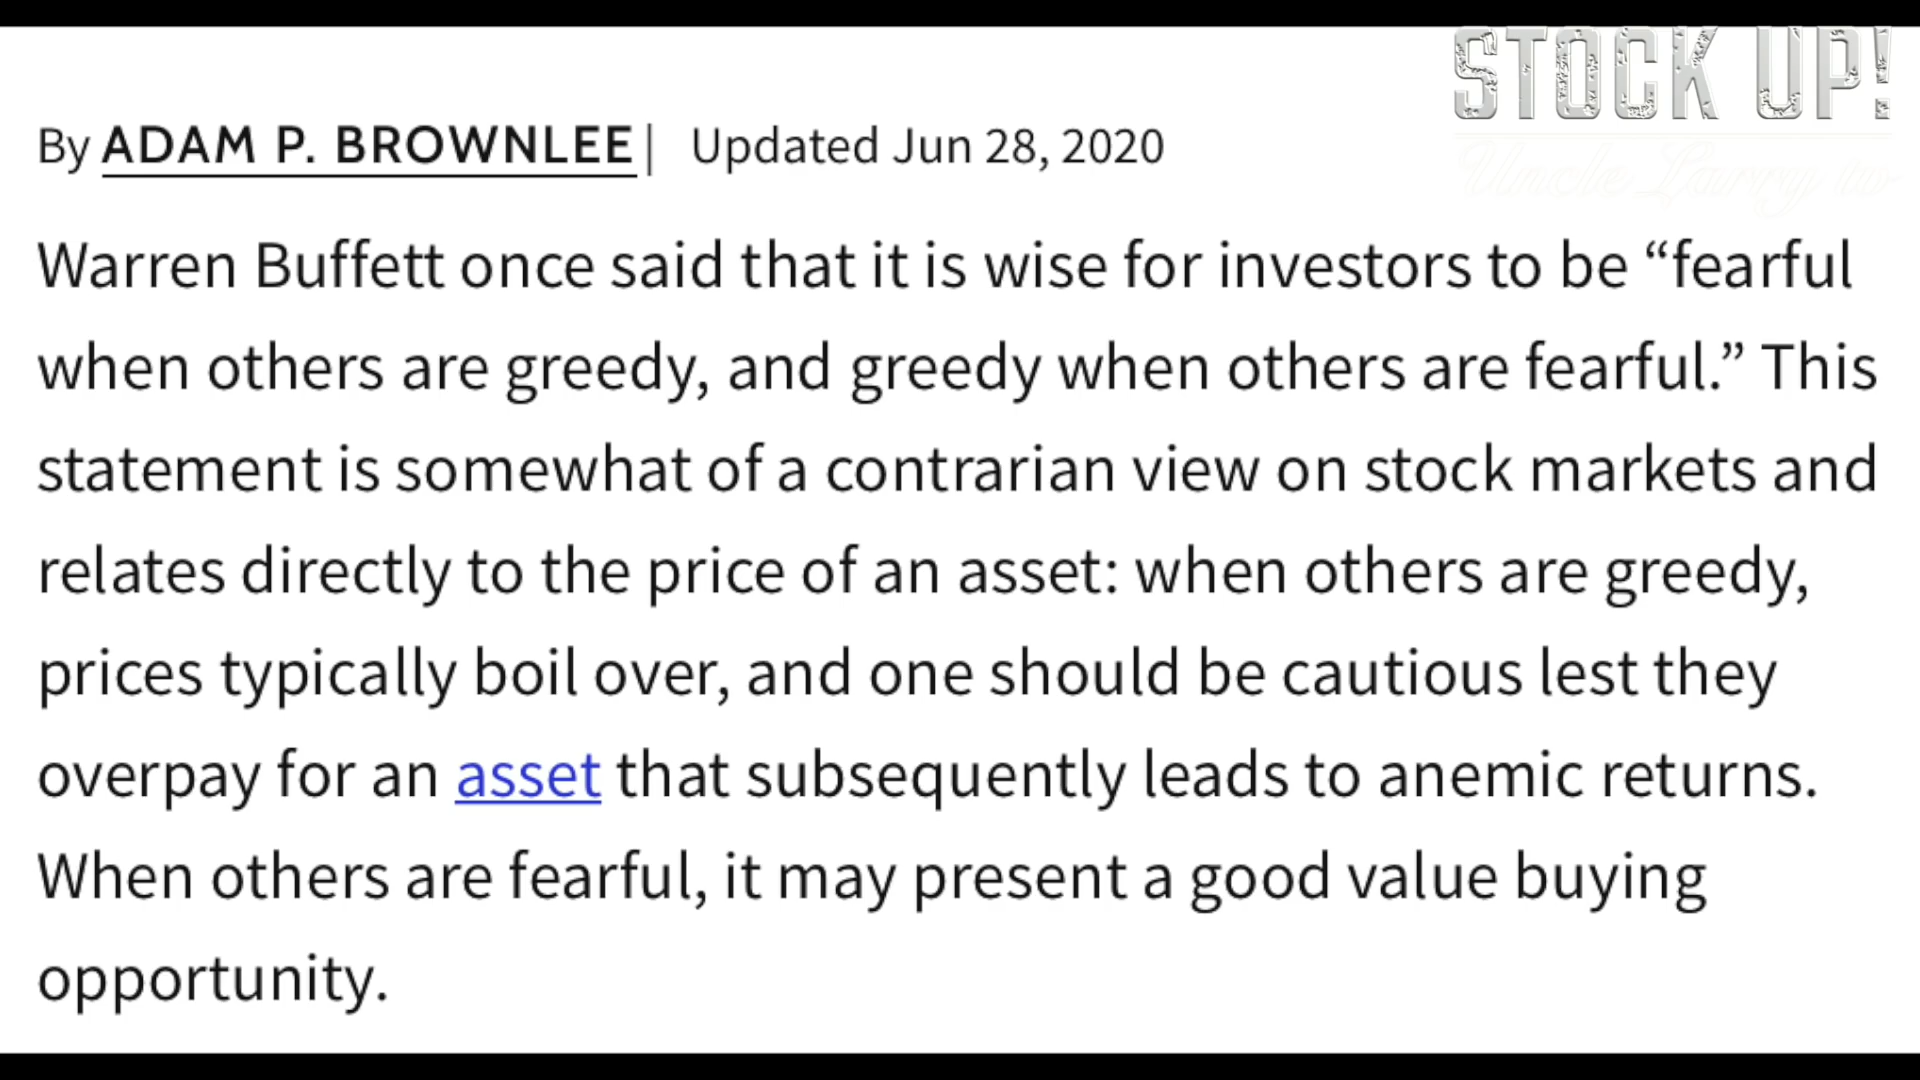 STOCK UP!
Uncle Larry tv
By ADAM P. BROWNLEE | Updated Jun 28, 2020
Warren Buffett once said that it is wise for investors to be “fearful
when others are greedy, and greedy when others are fearful.” This
statement is somewhat of a contrarian view on stock markets and
relates directly to the price of an asset: when others are greedy,
prices typically boil over, and one should be cautious lest they
overpay for an asset that subsequently leads to anemic returns.
When others are fearful, it may present a good value buying
opportunity.